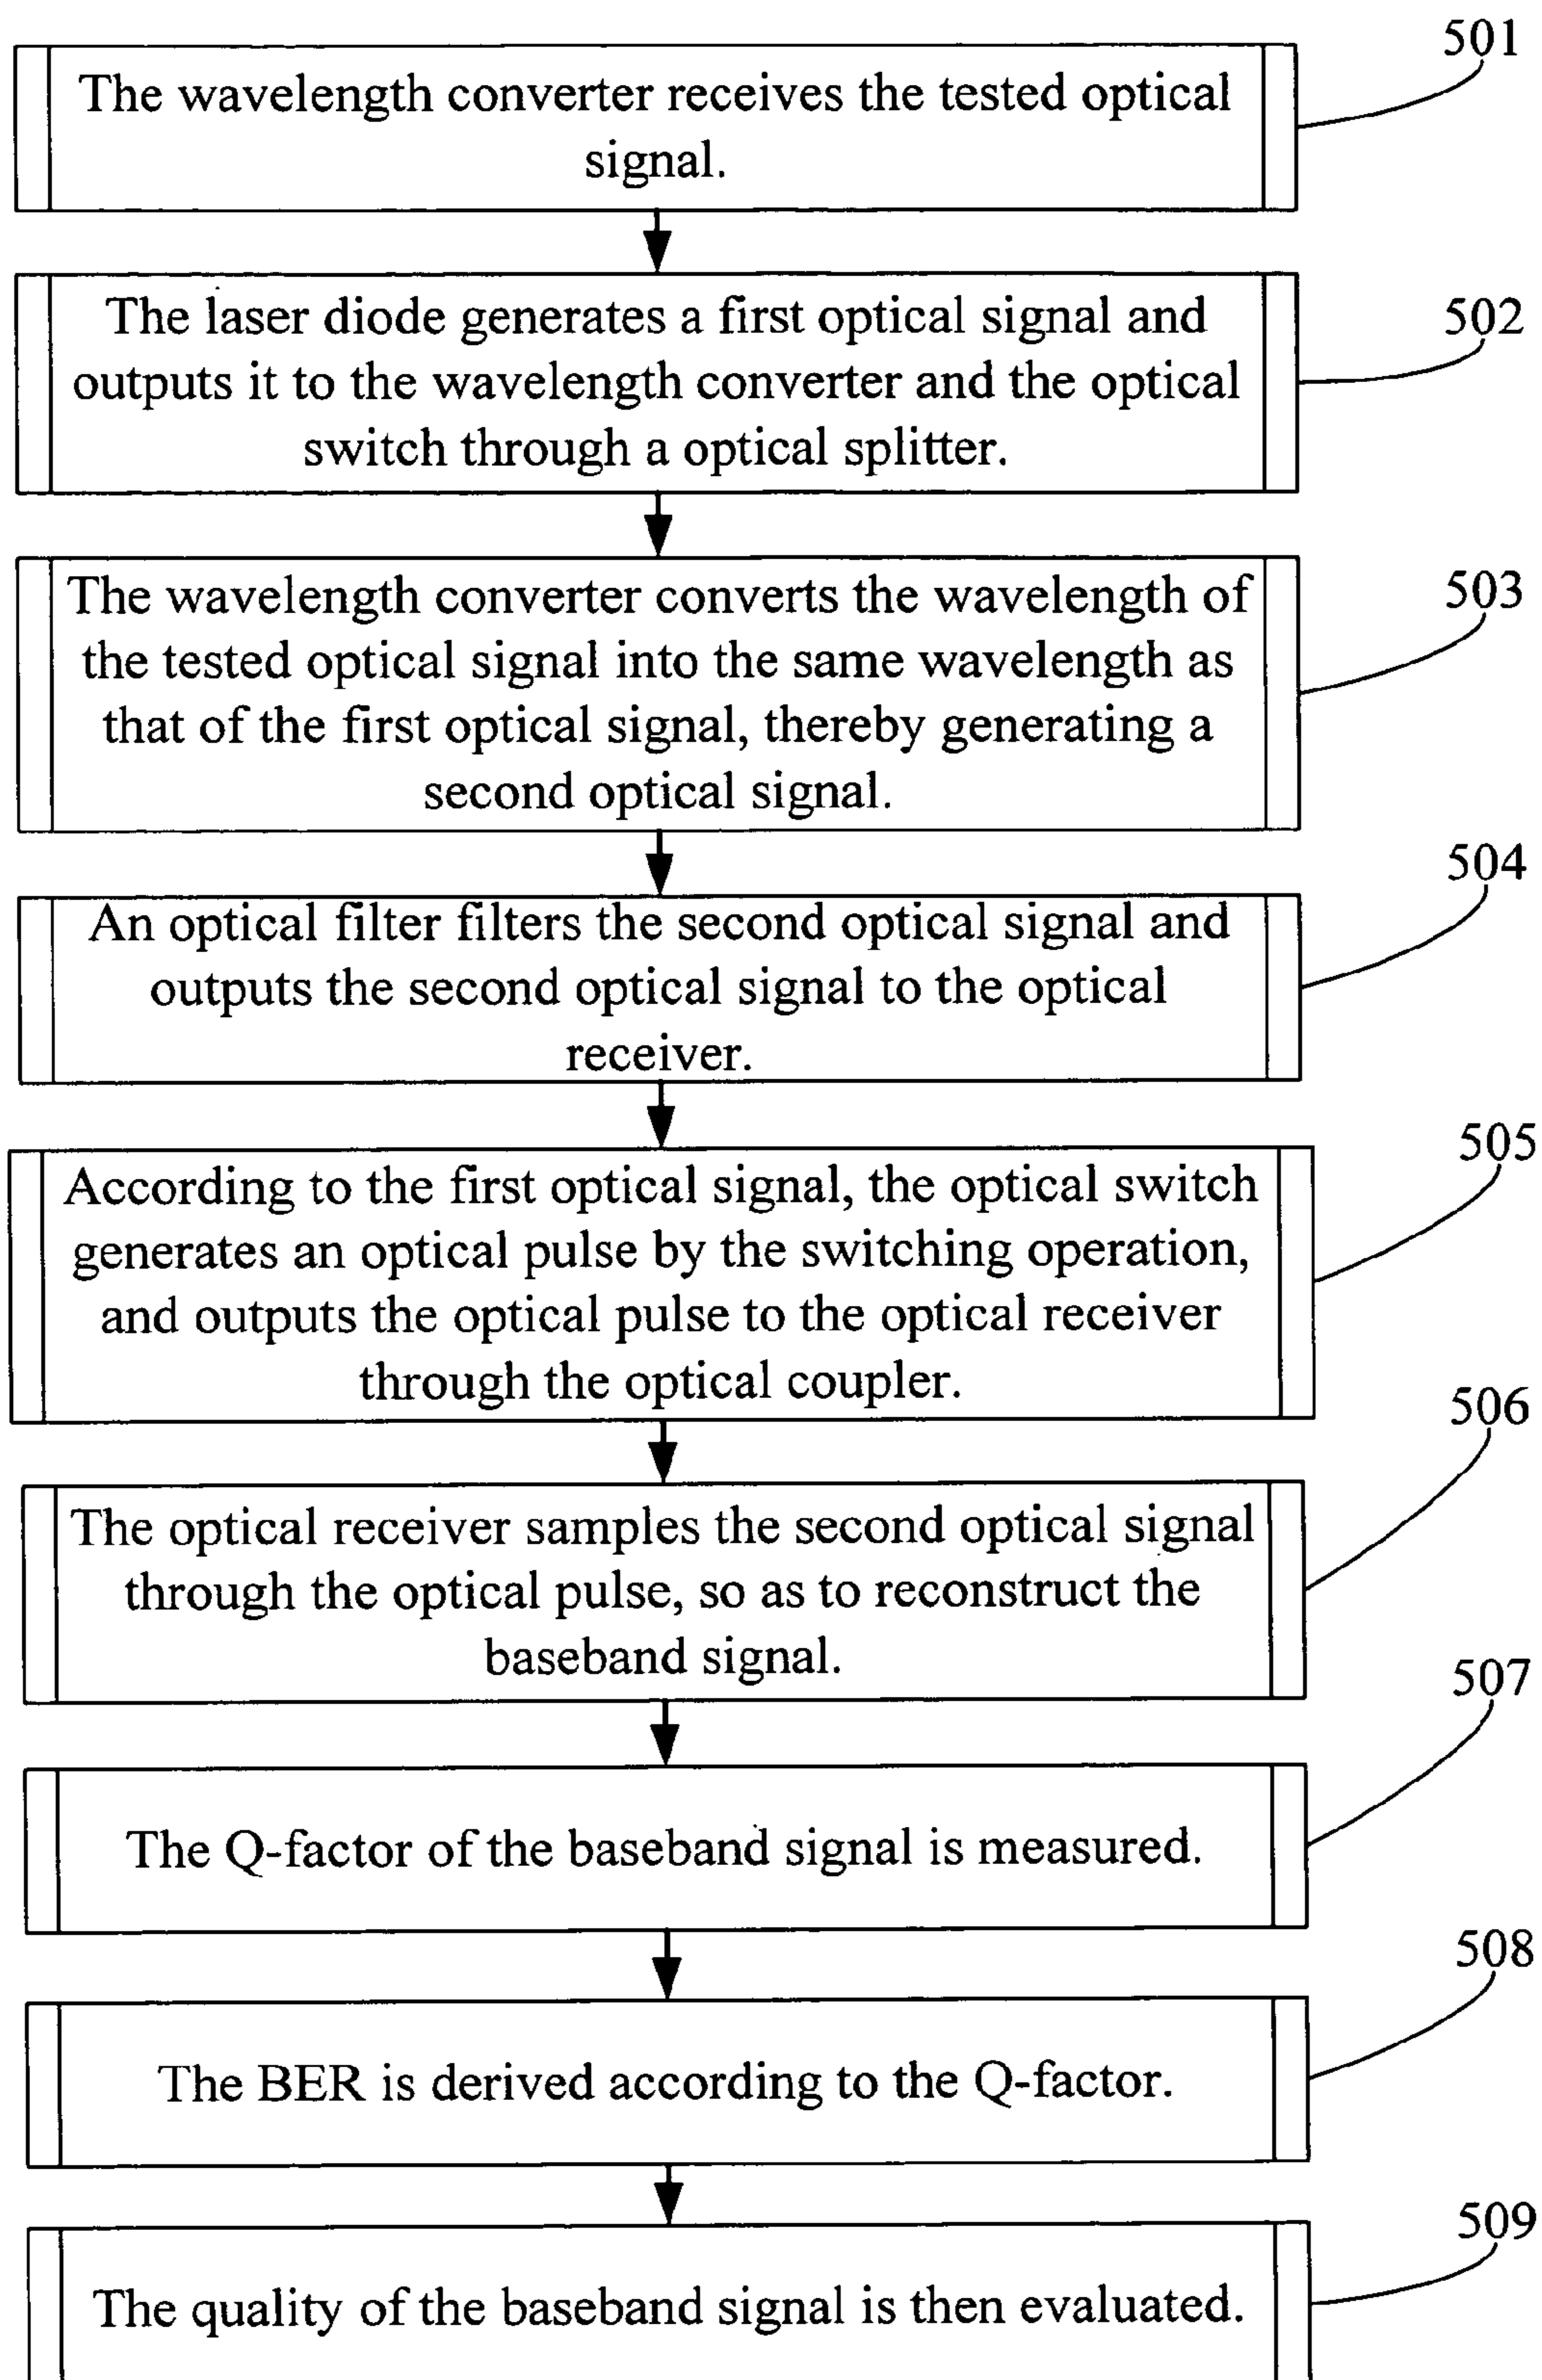 501
The wavelength converter receives the tested optical
signal.
502
The laser diode generates a first optical signal and
outputs it to the wavelength converter and the optical
switch through a optical splitter.
503
The wavelength converter converts the wavelength of
the tested optical signal into the same wavelength as
that of the first optical signal, thereby generating a
second optical signal.
504
An optical filter filters the second optical signal and
outputs the second optical signal to the optical
receiver.
505
According to the first optical signal, the optical switch
generates an optical pulse by the switching operation,
and outputs the optical pulse to the optical receiver
through the optical coupler.
506
The optical receiver samples the second optical signal
through the optical pulse, so as to reconstruct the
baseband signal.
507
The Q-factor of the baseband signal is measured.
508
The BER is derived according to the Q-factor.
509
The quality of the baseband signal is then evaluated.